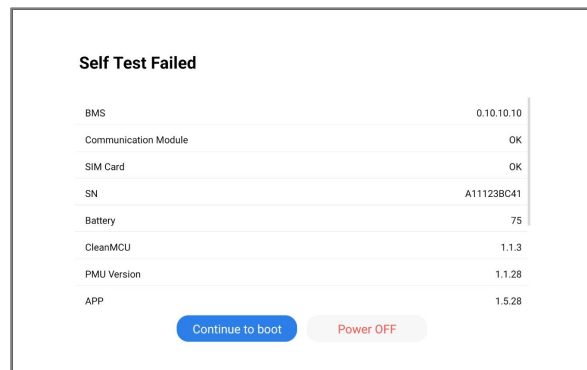 Self Test Failed
BMS 0.10.10.10
Communication Module OK
SIM Card OK
SN A11123BC41
Battery 75
CleanMCU 1.1.3
PMU Version 1.1.28
APP 1.5.28
Continue to boot Power OFF